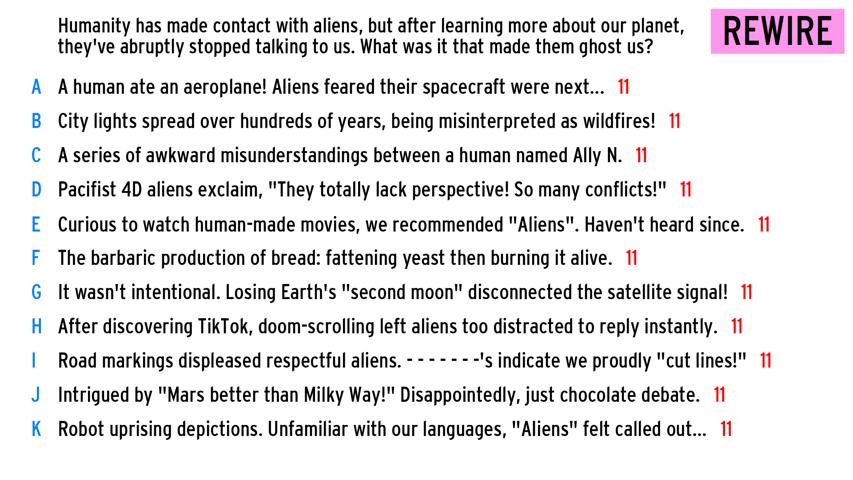 Humanity has made contact with aliens, but after learning more about our planet,
they've abruptly stopped talking to us. What was it that made them ghost us?
REWIRE
A A human ate an aeroplane! Aliens feared their spacecraft were next... 11
B City lights spread over hundreds of years, being misinterpreted as wildfires! 11
C A series of awkward misunderstandings between a human named Ally N. 11
D Pacifist 4D aliens exclaim, "They totally lack perspective! So many conflicts!" 11
E Curious to watch human-made movies, we recommended "Aliens". Haven't heard since. 11
F The barbaric production of bread: fattening yeast then burning it alive. 11
G It wasn't intentional. Losing Earth's "second moon" disconnected the satellite signal! 11
H After discovering TikTok, doom-scrolling left aliens too distracted to reply instantly. 11
I Road markings displeased respectful aliens. - - - - - - -'s indicate we proudly "cut lines!" 11
J Intrigued by "Mars better than Milky Way!" Disappointedly, just chocolate debate. 11
K Robot uprising depictions. Unfamiliar with our languages, "Aliens" felt called out... 11